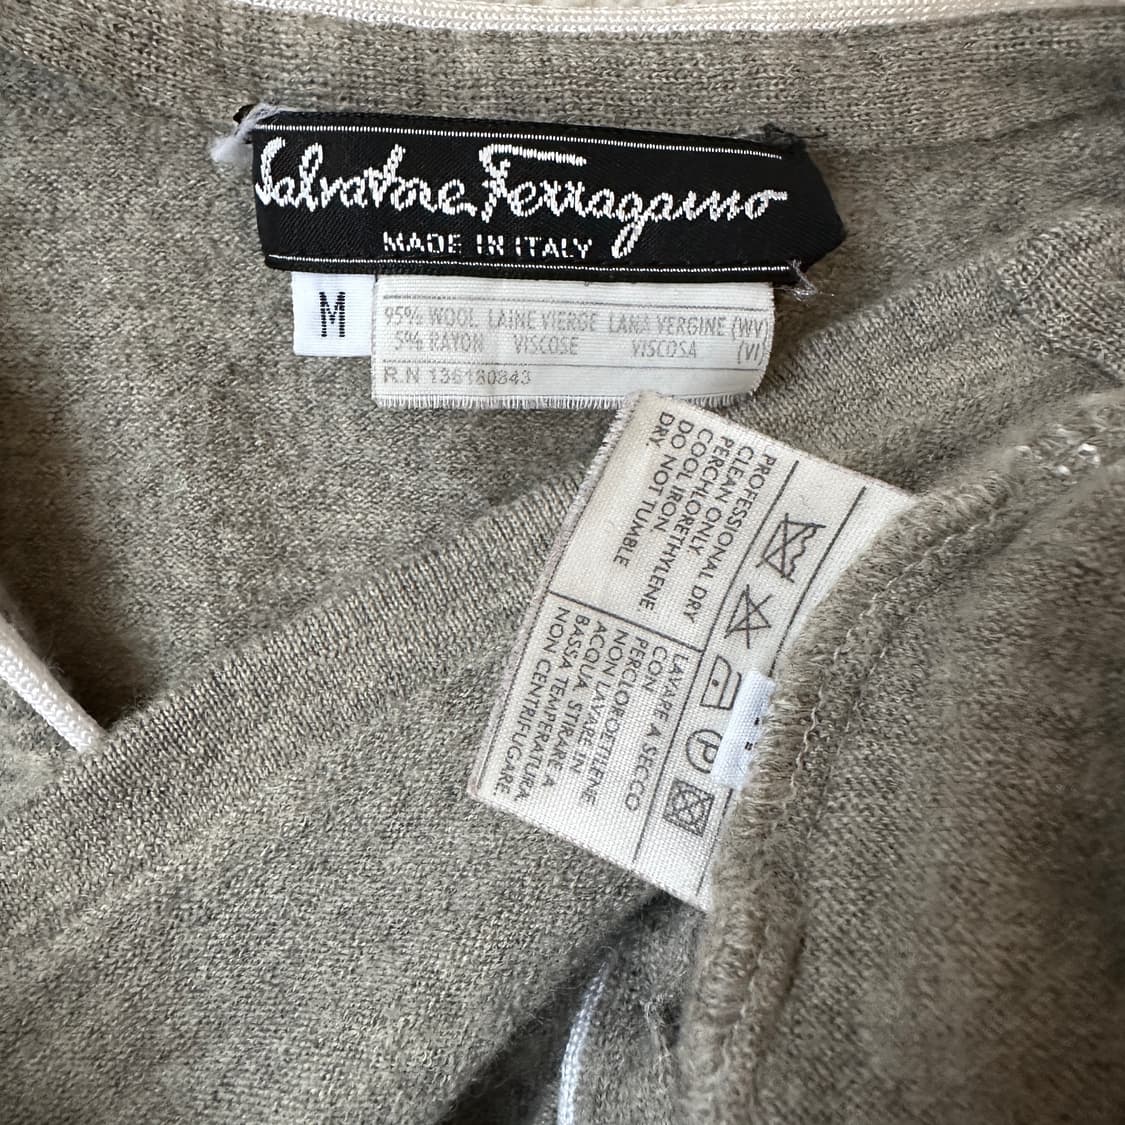 Salvatore Ferragamo
MADE IN ITALY
M
95% WOOL LAINE VIERGE LANA VERGINE (WV)
5% RAYON VISCOSE VISCOSA (VI)
R.N 136180843
PROFESSIONAL DRY
CLEAN ONLY
PERCHLORETHYLENE
COOL IRON
DO NOT TUMBLE
DRY
P
LAVARE A SECCO
CON
PERCLOROETILENE
NON LAVARE IN
ACQUA, STIRARE A
BASSA TEMPERATURA,
NON CENTRIFUGARE.